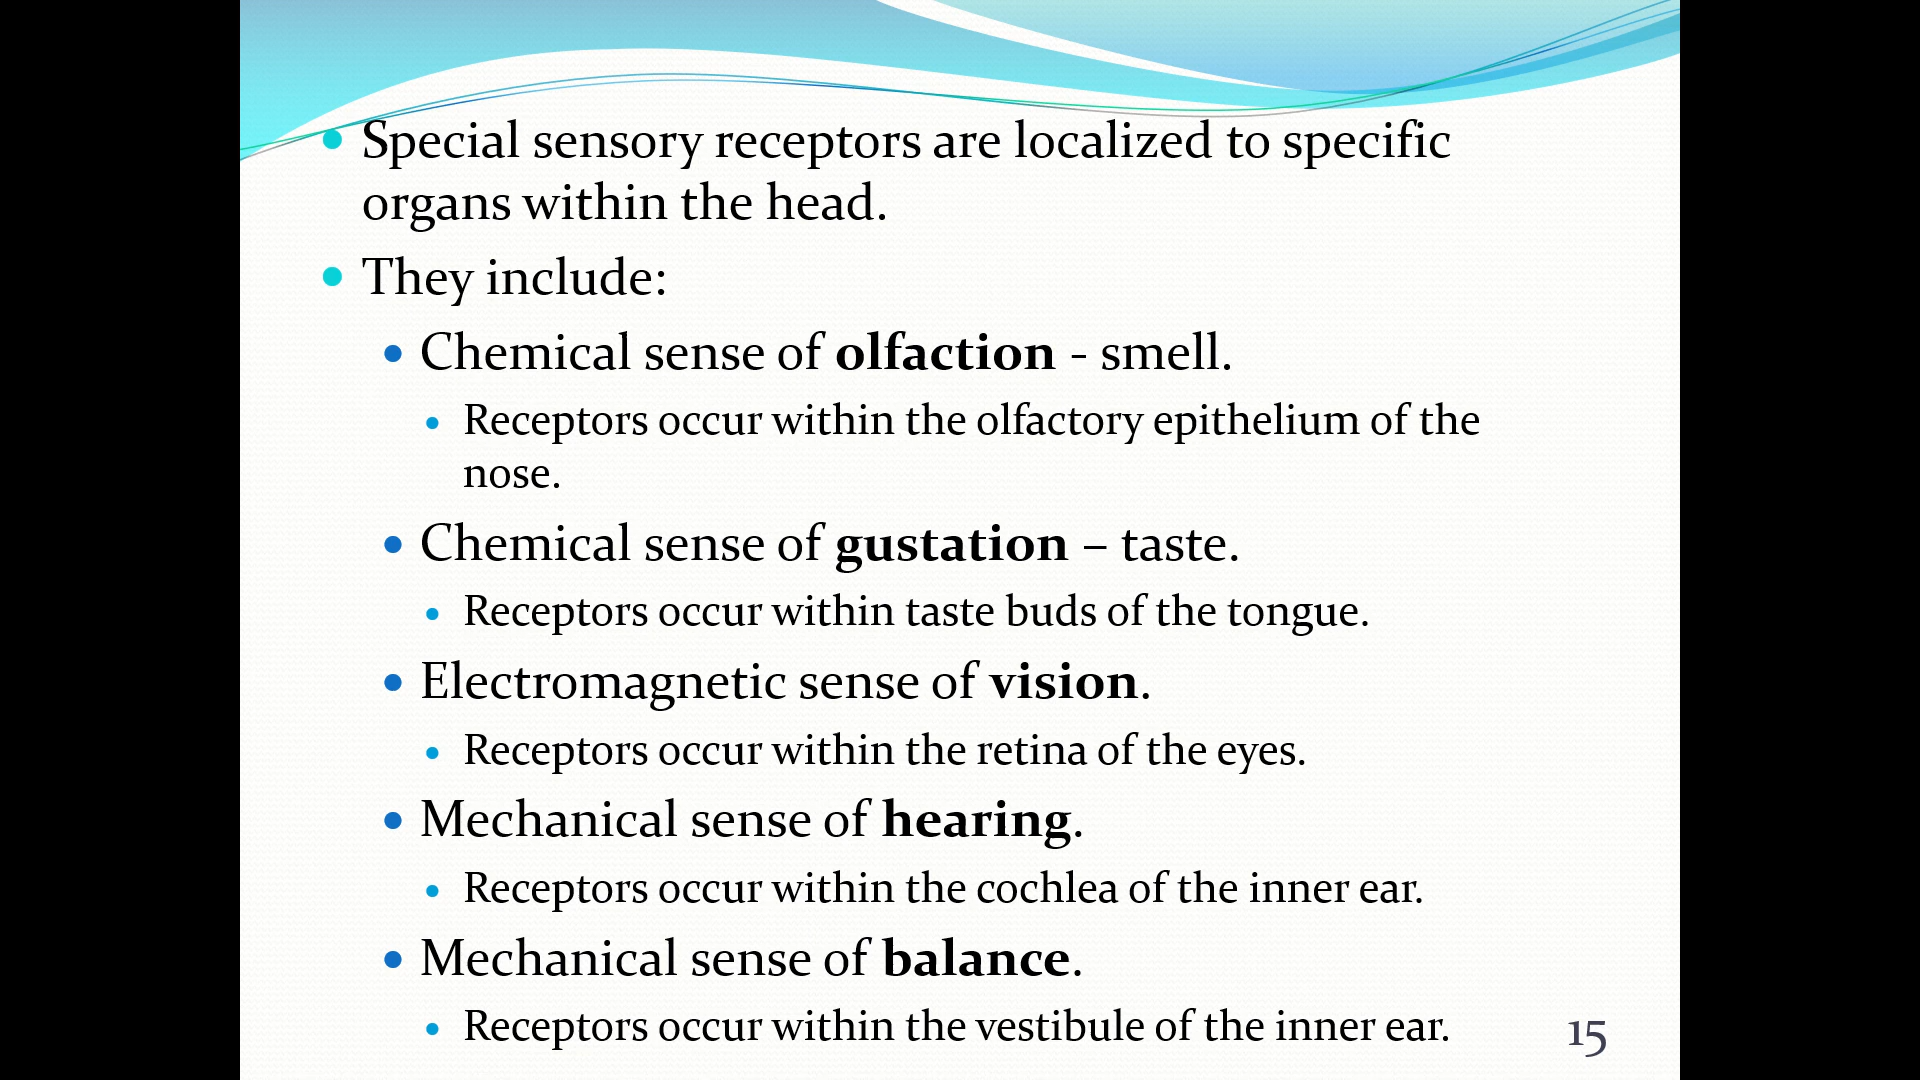 • Special sensory receptors are localized to specific
organs within the head.
• They include:
• Chemical sense of olfaction - smell.
• Receptors occur within the olfactory epithelium of the
nose.
• Chemical sense of gustation – taste.
• Receptors occur within taste buds of the tongue.
• Electromagnetic sense of vision.
• Receptors occur within the retina of the eyes.
• Mechanical sense of hearing.
• Receptors occur within the cochlea of the inner ear.
• Mechanical sense of balance.
• Receptors occur within the vestibule of the inner ear.
15